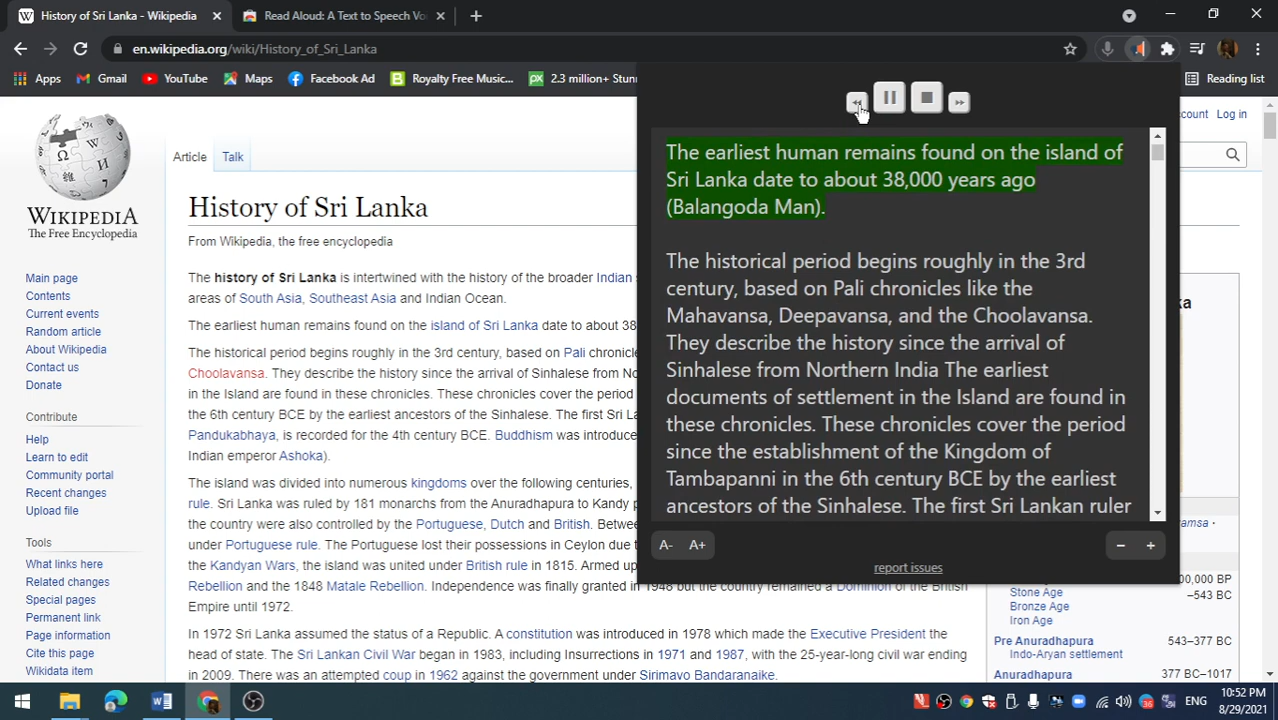 History of Sri Lanka - Wikipedia
Read Aloud: A Text to Speech Vo
en.wikipedia.org/wiki/History_of_Sri_Lanka
Apps
Gmail
YouTube
Maps
Facebook Ad
Royalty Free Music...
px
2.3 million+ Stun
Reading list
The earliest human remains found on the island of
Sri Lanka date to about 38,000 years ago
(Balangoda Man).
The historical period begins roughly in the 3rd
century, based on Pali chronicles like the
Mahavansa, Deepavansa, and the Choolavansa.
They describe the history since the arrival of
Sinhalese from Northern India The earliest
documents of settlement in the Island are found in
these chronicles. These chronicles cover the period
since the establishment of the Kingdom of
Tambapanni in the 6th century BCE by the earliest
ancestors of the Sinhalese. The first Sri Lankan ruler
A- A+
− +
report issues
WIKIPEDIA
The Free Encyclopedia
Main page
Contents
Current events
Random article
About Wikipedia
Contact us
Donate
Contribute
Help
Learn to edit
Community portal
Recent changes
Upload file
Tools
What links here
Related changes
Special pages
Permanent link
Page information
Cite this page
Wikidata item
Article Talk
count Log in
History of Sri Lanka
From Wikipedia, the free encyclopedia
The history of Sri Lanka is intertwined with the history of the broader Indian
areas of South Asia, Southeast Asia and Indian Ocean.
The earliest human remains found on the island of Sri Lanka date to about 38
The historical period begins roughly in the 3rd century, based on Pali chronicle
Choolavansa. They describe the history since the arrival of Sinhalese from No
in the Island are found in these chronicles. These chronicles cover the period
the 6th century BCE by the earliest ancestors of the Sinhalese. The first Sri La
Pandukabhaya, is recorded for the 4th century BCE. Buddhism was introduce
Indian emperor Ashoka).
The island was divided into numerous kingdoms over the following centuries,
rule. Sri Lanka was ruled by 181 monarchs from the Anuradhapura to Kandy p
the country were also controlled by the Portuguese, Dutch and British. Betwe
under Portuguese rule. The Portuguese lost their possessions in Ceylon due t
the Kandyan Wars, the island was united under British rule in 1815. Armed up
Rebellion and the 1848 Matale Rebellion. Independence was finally granted in 1948 but the country remained a Dominion of the British
Empire until 1972.
In 1972 Sri Lanka assumed the status of a Republic. A constitution was introduced in 1978 which made the Executive President the
head of state. The Sri Lankan Civil War began in 1983, including Insurrections in 1971 and 1987, with the 25-year-long civil war ending
in 2009. There was an attempted coup in 1962 against the government under Sirimavo Bandaranaike.
ka
amsa ·
00,000 BP
Stone Age –543 BC
Bronze Age
Iron Age
Pre Anuradhapura 543–377 BC
Indo-Aryan settlement
Anuradhapura 377 BC–1017
36
ENG
10:52 PM
8/29/2021